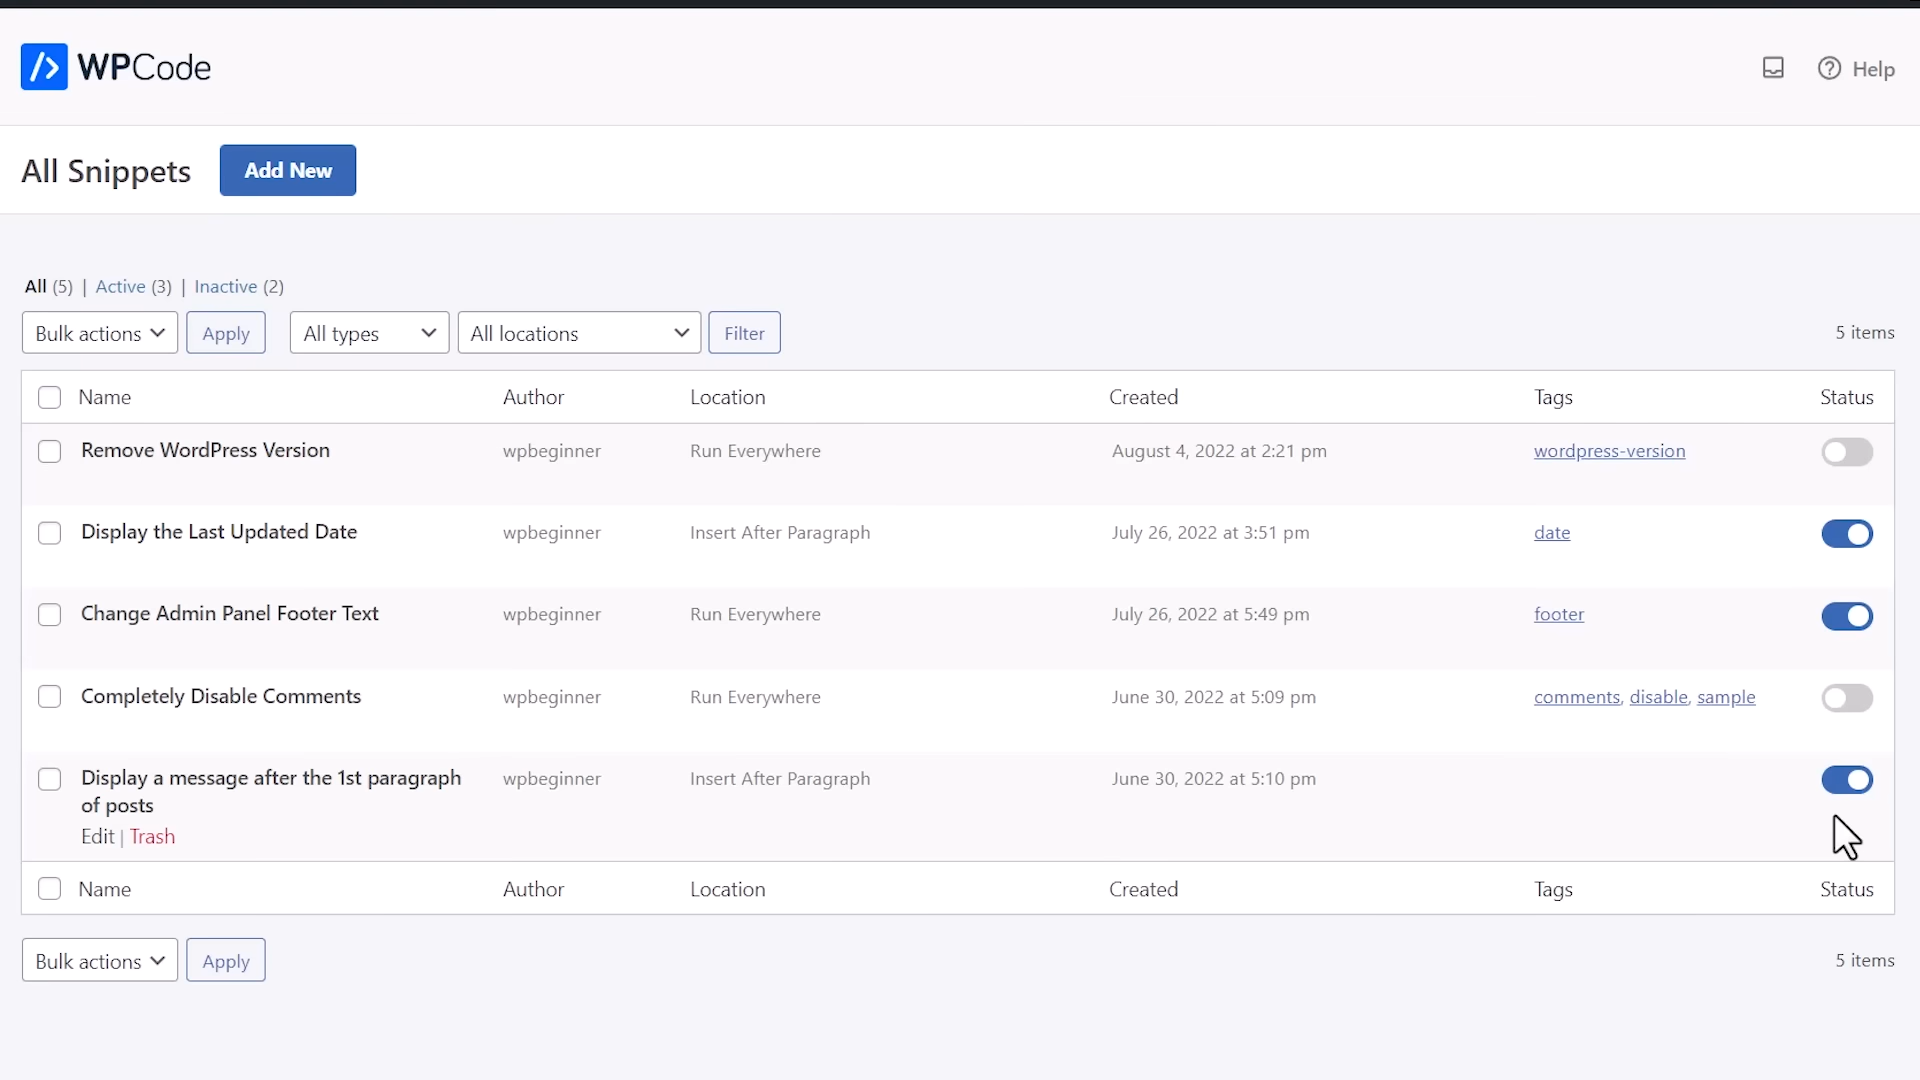 WPCode
Help
All Snippets
Add New
All (5) | Active (3) | Inactive (2)
Bulk actions
Apply
All types
All locations
Filter
5 items
Name Author Location Created Tags Status
Remove WordPress Version wpbeginner Run Everywhere August 4, 2022 at 2:21 pm wordpress-version
Display the Last Updated Date wpbeginner Insert After Paragraph July 26, 2022 at 3:51 pm date
Change Admin Panel Footer Text wpbeginner Run Everywhere July 26, 2022 at 5:49 pm footer
Completely Disable Comments wpbeginner Run Everywhere June 30, 2022 at 5:09 pm comments, disable, sample
Display a message after the 1st paragraph wpbeginner Insert After Paragraph June 30, 2022 at 5:10 pm
of posts
Edit | Trash
Name Author Location Created Tags Status
Bulk actions
Apply
5 items